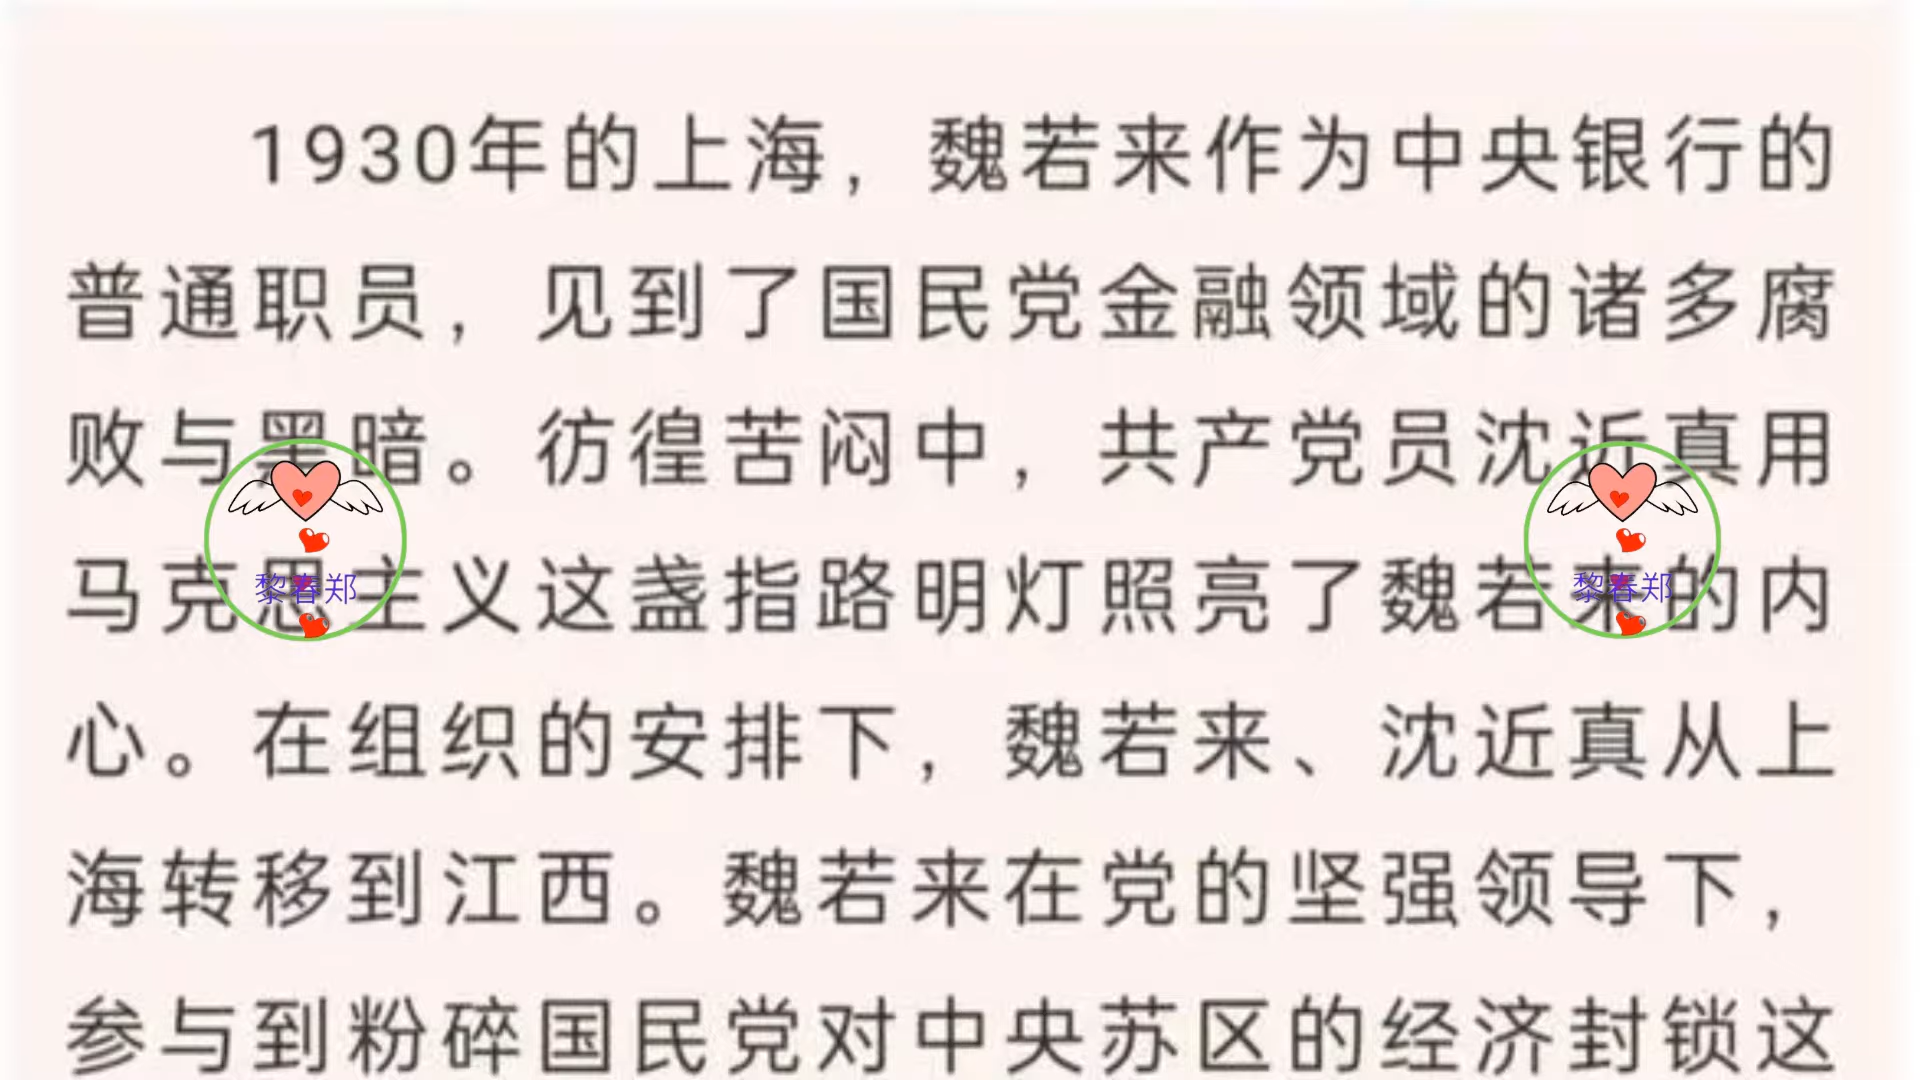 1930年的上海，魏若来作为中央银行的
普通职员，见到了国民党金融领域的诸多腐
败与黑暗。彷徨苦闷中，共产党员沈近真用
马克思主义这盏指路明灯照亮了魏若来的内
黎春郑
黎春郑
心。在组织的安排下，魏若来、沈近真从上
海转移到江西。魏若来在党的坚强领导下，
参与到粉碎国民党对中央苏区的经济封锁这